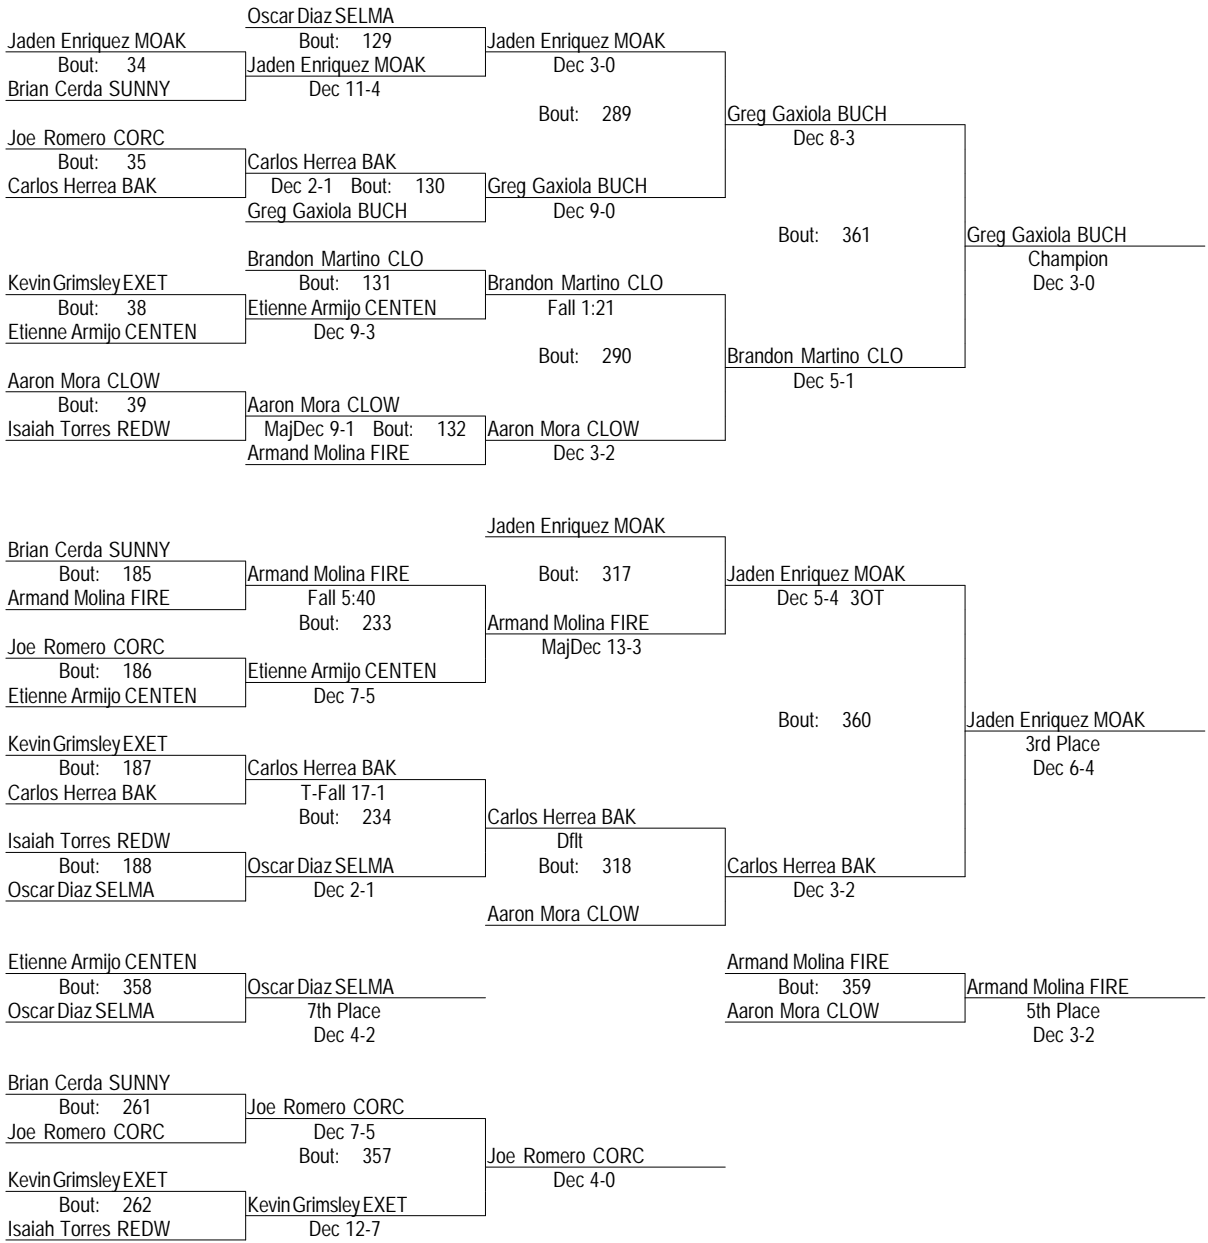 Oscar Diaz SELMA
Jaden Enriquez MOAK Bout: 129 Jaden Enriquez MOAK
Bout: 34 Jaden Enriquez MOAK Dec 3-0
Brian Cerda SUNNY Dec 11-4
Bout: 289 Greg Gaxiola BUCH
Joe Romero CORC Dec 8-3
Bout: 35 Carlos Herrea BAK
Carlos Herrea BAK Dec 2-1 Bout: 130 Greg Gaxiola BUCH
Greg Gaxiola BUCH Dec 9-0
Bout: 361 Greg Gaxiola BUCH
Brandon Martino CLO Champion
Kevin Grimsley EXET Bout: 131 Brandon Martino CLO Dec 3-0
Bout: 38 Etienne Armijo CENTEN Fall 1:21
Etienne Armijo CENTEN Dec 9-3
Bout: 290 Brandon Martino CLO
Aaron Mora CLOW Dec 5-1
Bout: 39 Aaron Mora CLOW
Isaiah Torres REDW MajDec 9-1 Bout: 132 Aaron Mora CLOW
Armand Molina FIRE Dec 3-2
Jaden Enriquez MOAK
Brian Cerda SUNNY
Bout: 185 Armand Molina FIRE Bout: 317 Jaden Enriquez MOAK
Armand Molina FIRE Fall 5:40 Dec 5-4 3OT
Bout: 233 Armand Molina FIRE
Joe Romero CORC MajDec 13-3
Bout: 186 Etienne Armijo CENTEN
Etienne Armijo CENTEN Dec 7-5
Bout: 360 Jaden Enriquez MOAK
Kevin Grimsley EXET 3rd Place
Bout: 187 Carlos Herrea BAK Dec 6-4
Carlos Herrea BAK T-Fall 17-1
Bout: 234 Carlos Herrea BAK
Isaiah Torres REDW Dflt
Bout: 188 Oscar Diaz SELMA Bout: 318 Carlos Herrea BAK
Oscar Diaz SELMA Dec 2-1 Dec 3-2
Aaron Mora CLOW
Etienne Armijo CENTEN Armand Molina FIRE
Bout: 358 Oscar Diaz SELMA Bout: 359 Armand Molina FIRE
Oscar Diaz SELMA 7th Place Aaron Mora CLOW 5th Place
Dec 4-2 Dec 3-2
Brian Cerda SUNNY
Bout: 261 Joe Romero CORC
Joe Romero CORC Dec 7-5
Bout: 357 Joe Romero CORC
Kevin Grimsley EXET Dec 4-0
Bout: 262 Kevin Grimsley EXET
Isaiah Torres REDW Dec 12-7